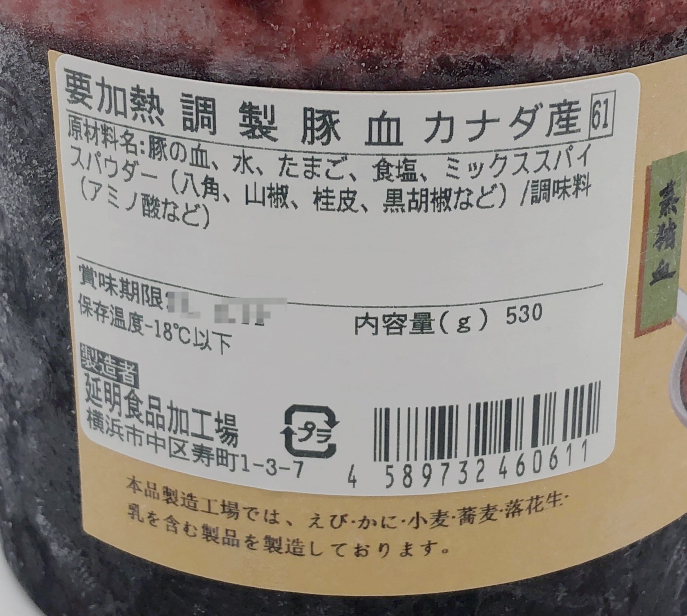 要加熱 調製豚血 カナダ産 61
原材料名:豚の血、水、たまご、食塩、ミックススパイ
スパウダー(八角、山椒、桂皮、黒胡椒など)/調味料
(アミノ酸など)
賞味期限
保存温度-18℃以下
内容量(g) 530
製造者
延明食品加工場
横浜市中区寿町1-3-7
プラ
4 589732 460611
本品製造工場では、えび・かに・小麦・蕎麦・落花生・
乳を含む製品を製造しております。